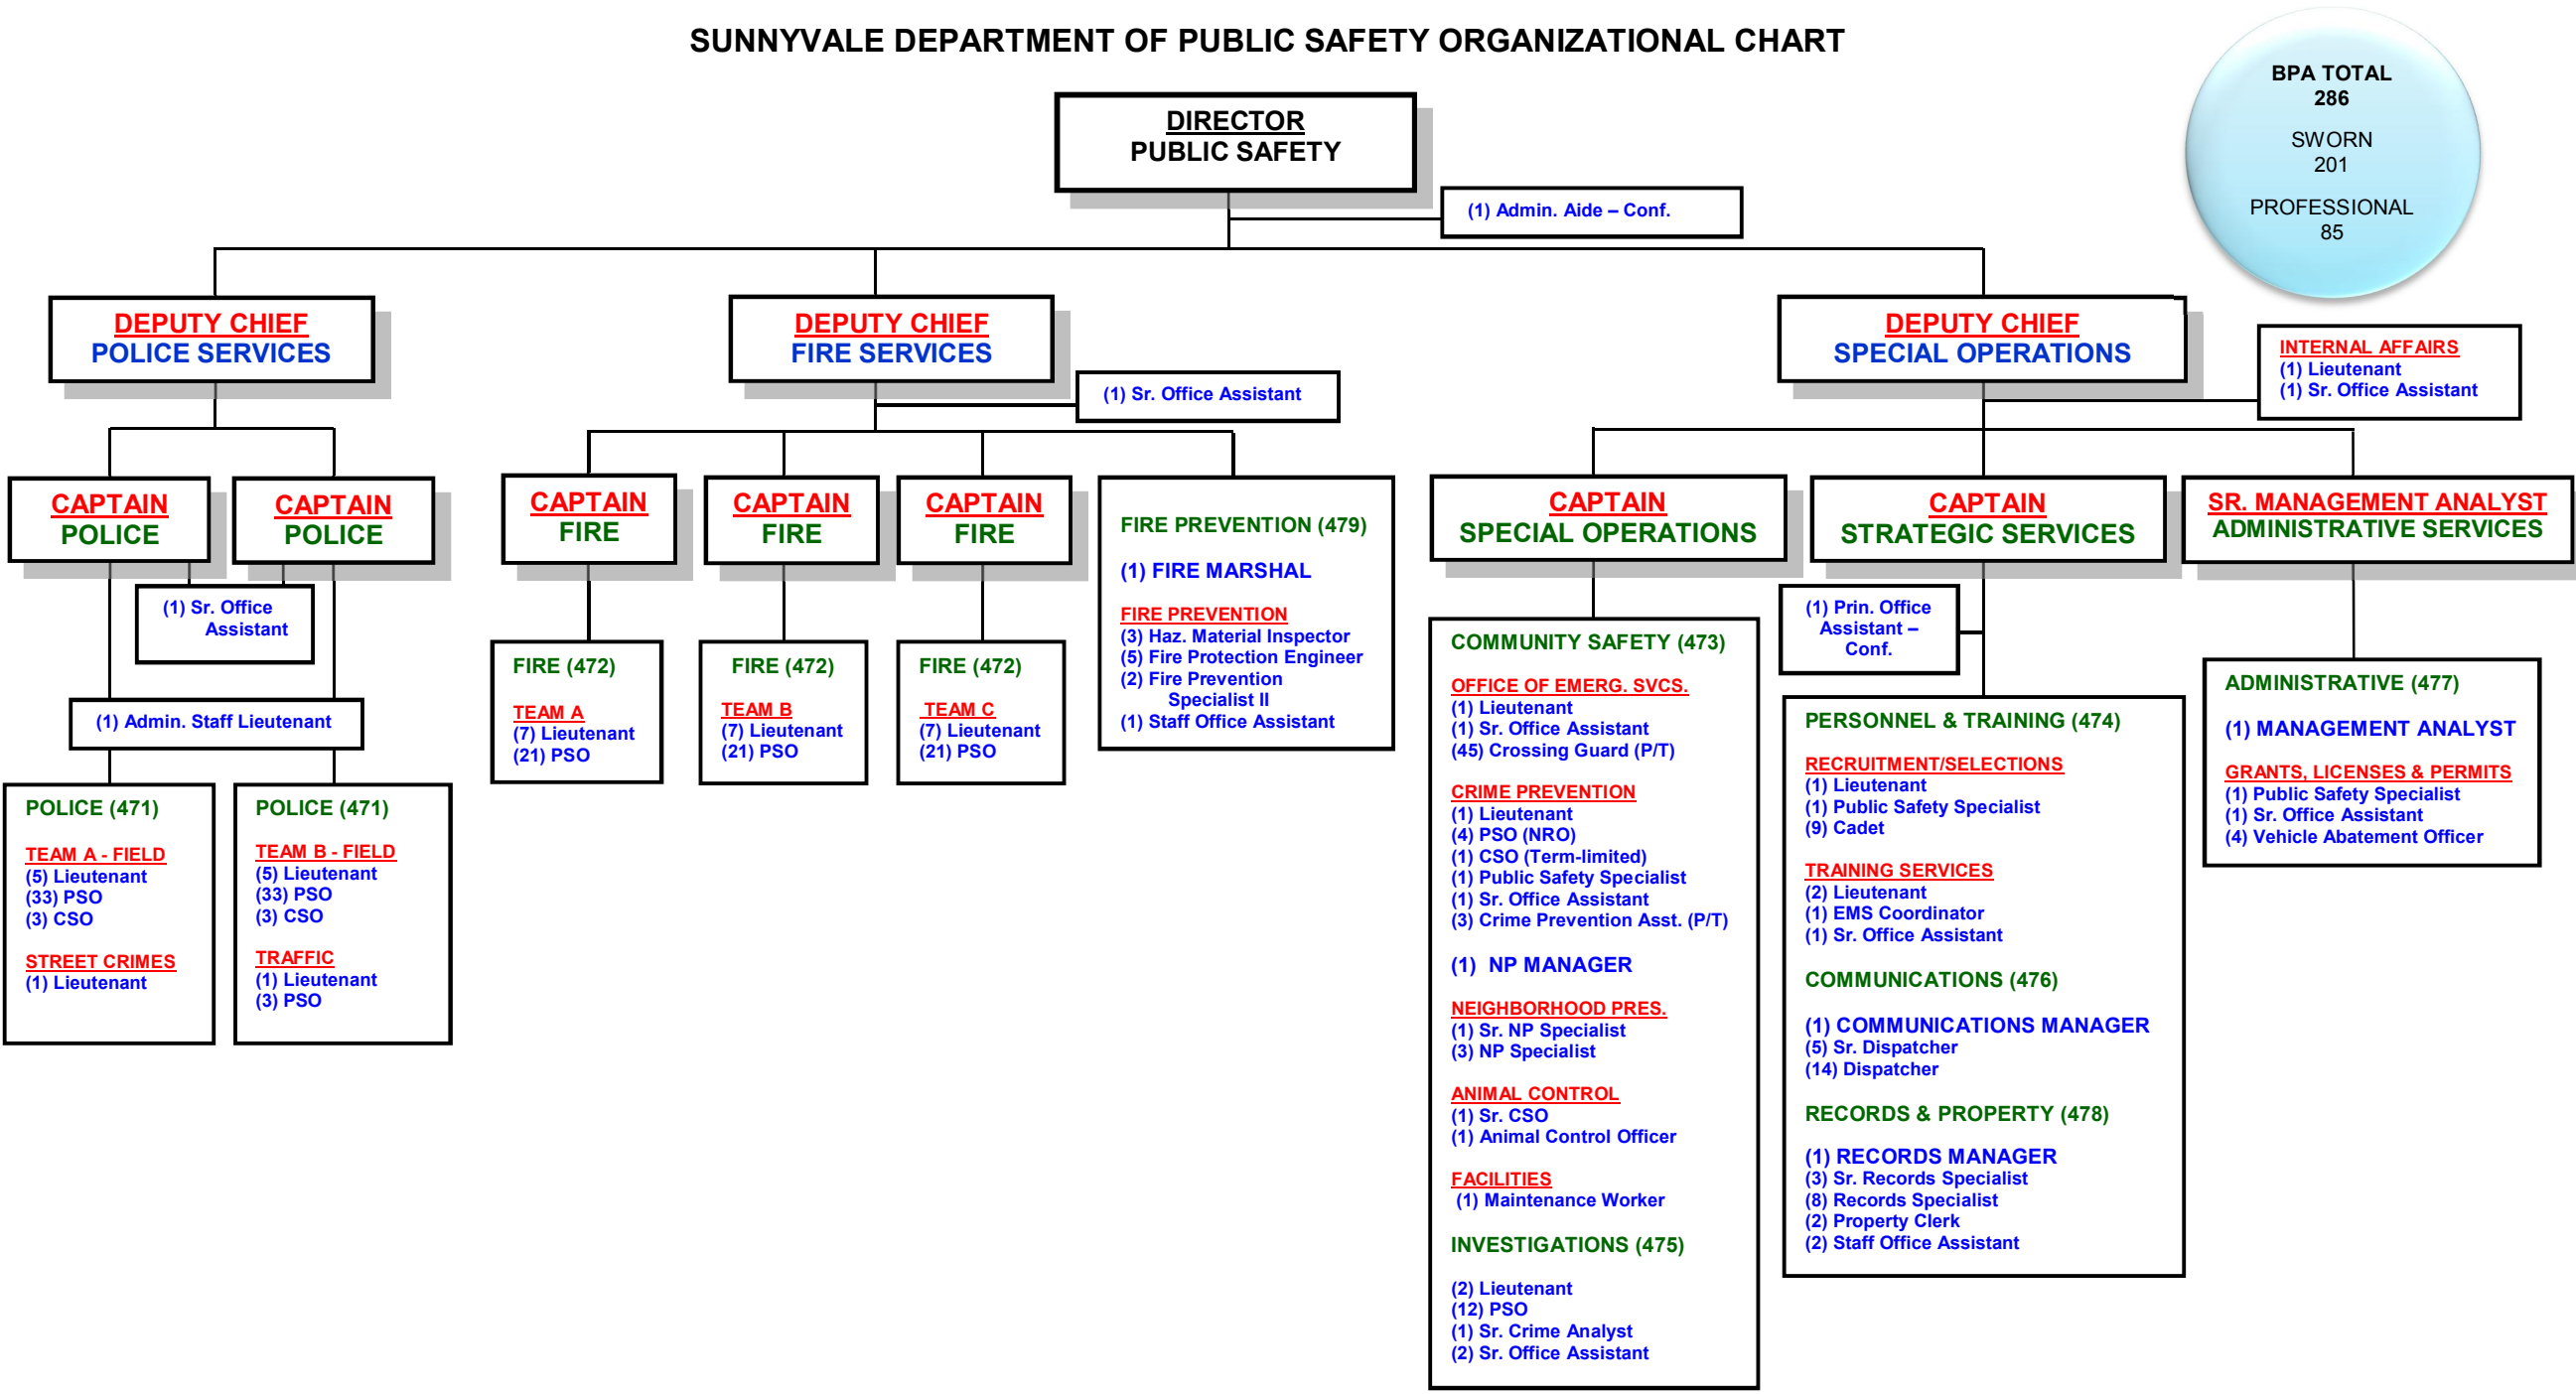 SUNNYVALE DEPARTMENT OF PUBLIC SAFETY ORGANIZATIONAL CHART
BPA TOTAL
286
SWORN
201
PROFESSIONAL
85
DIRECTOR
PUBLIC SAFETY
(1) Admin. Aide – Conf.
DEPUTY CHIEF
POLICE SERVICES
DEPUTY CHIEF
FIRE SERVICES
DEPUTY CHIEF
SPECIAL OPERATIONS
INTERNAL AFFAIRS
(1) Lieutenant
(1) Sr. Office Assistant
(1) Sr. Office Assistant
CAPTAIN
POLICE
CAPTAIN
POLICE
(1) Sr. Office
Assistant
(1) Admin. Staff Lieutenant
POLICE (471)
TEAM A - FIELD
(5) Lieutenant
(33) PSO
(3) CSO
STREET CRIMES
(1) Lieutenant
POLICE (471)
TEAM B - FIELD
(5) Lieutenant
(33) PSO
(3) CSO
TRAFFIC
(1) Lieutenant
(3) PSO
CAPTAIN
FIRE
CAPTAIN
FIRE
CAPTAIN
FIRE
FIRE (472)
TEAM A
(7) Lieutenant
(21) PSO
FIRE (472)
TEAM B
(7) Lieutenant
(21) PSO
FIRE (472)
TEAM C
(7) Lieutenant
(21) PSO
FIRE PREVENTION (479)
(1) FIRE MARSHAL
FIRE PREVENTION
(3) Haz. Material Inspector
(5) Fire Protection Engineer
(2) Fire Prevention
Specialist II
(1) Staff Office Assistant
CAPTAIN
SPECIAL OPERATIONS
COMMUNITY SAFETY (473)
OFFICE OF EMERG. SVCS.
(1) Lieutenant
(1) Sr. Office Assistant
(45) Crossing Guard (P/T)
CRIME PREVENTION
(1) Lieutenant
(4) PSO (NRO)
(1) CSO (Term-limited)
(1) Public Safety Specialist
(1) Sr. Office Assistant
(3) Crime Prevention Asst. (P/T)
(1) NP MANAGER
NEIGHBORHOOD PRES.
(1) Sr. NP Specialist
(3) NP Specialist
ANIMAL CONTROL
(1) Sr. CSO
(1) Animal Control Officer
FACILITIES
(1) Maintenance Worker
INVESTIGATIONS (475)
(2) Lieutenant
(12) PSO
(1) Sr. Crime Analyst
(2) Sr. Office Assistant
CAPTAIN
STRATEGIC SERVICES
(1) Prin. Office
Assistant –
Conf.
PERSONNEL & TRAINING (474)
RECRUITMENT/SELECTIONS
(1) Lieutenant
(1) Public Safety Specialist
(9) Cadet
TRAINING SERVICES
(2) Lieutenant
(1) EMS Coordinator
(1) Sr. Office Assistant
COMMUNICATIONS (476)
(1) COMMUNICATIONS MANAGER
(5) Sr. Dispatcher
(14) Dispatcher
RECORDS & PROPERTY (478)
(1) RECORDS MANAGER
(3) Sr. Records Specialist
(8) Records Specialist
(2) Property Clerk
(2) Staff Office Assistant
SR. MANAGEMENT ANALYST
ADMINISTRATIVE SERVICES
ADMINISTRATIVE (477)
(1) MANAGEMENT ANALYST
GRANTS, LICENSES & PERMITS
(1) Public Safety Specialist
(1) Sr. Office Assistant
(4) Vehicle Abatement Officer